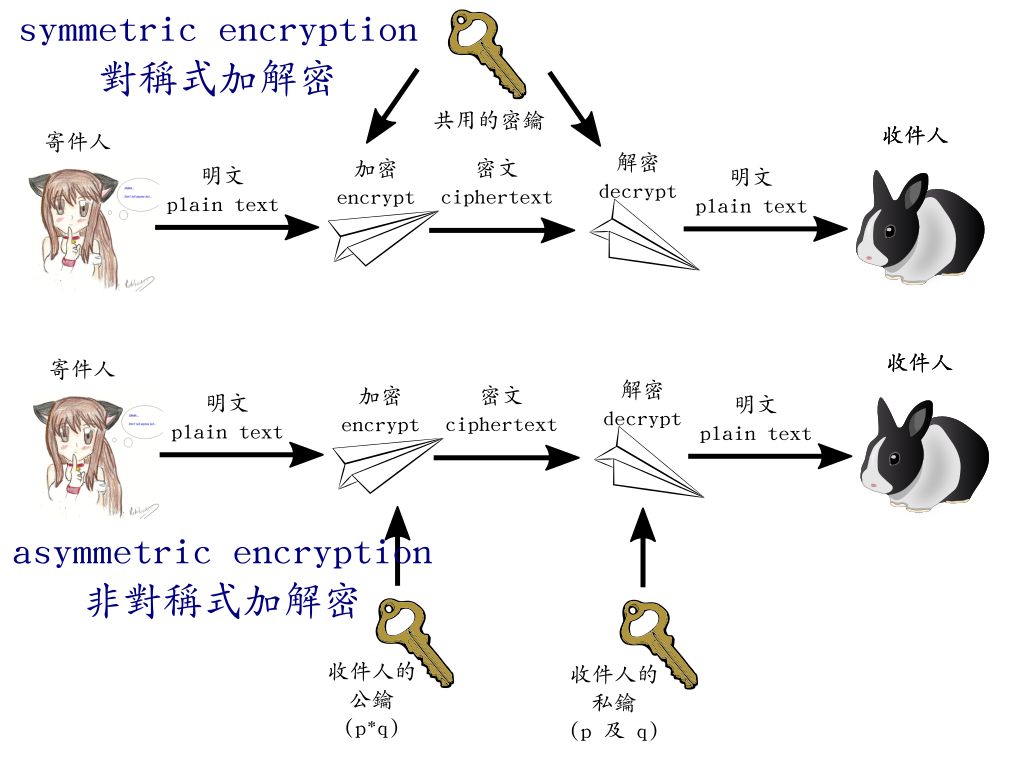 symmetric encryption
對稱式加解密
共用的密鑰
寄件人
明文
plain text
加密
encrypt
密文
ciphertext
解密
decrypt
明文
plain text
收件人
寄件人
明文
plain text
加密
encrypt
密文
ciphertext
解密
decrypt
明文
plain text
收件人
asymmetric encryption
非對稱式加解密
收件人的
公鑰
(p*q)
收件人的
私鑰
(p 及 q)